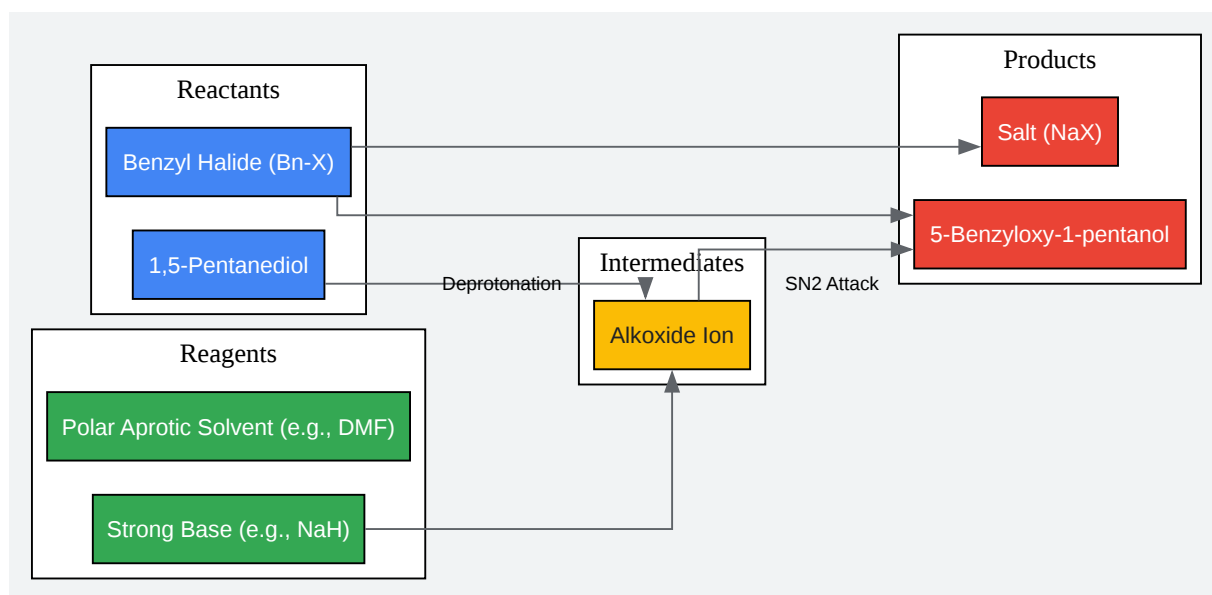 Reactants
Benzyl Halide (Bn-X)
1,5-Pentanediol
Reagents
Polar Aprotic Solvent (e.g., DMF)
Strong Base (e.g., NaH)
Deprotonation
Intermediates
Alkoxide Ion
SN2 Attack
Products
Salt (NaX)
5-Benzyloxy-1-pentanol